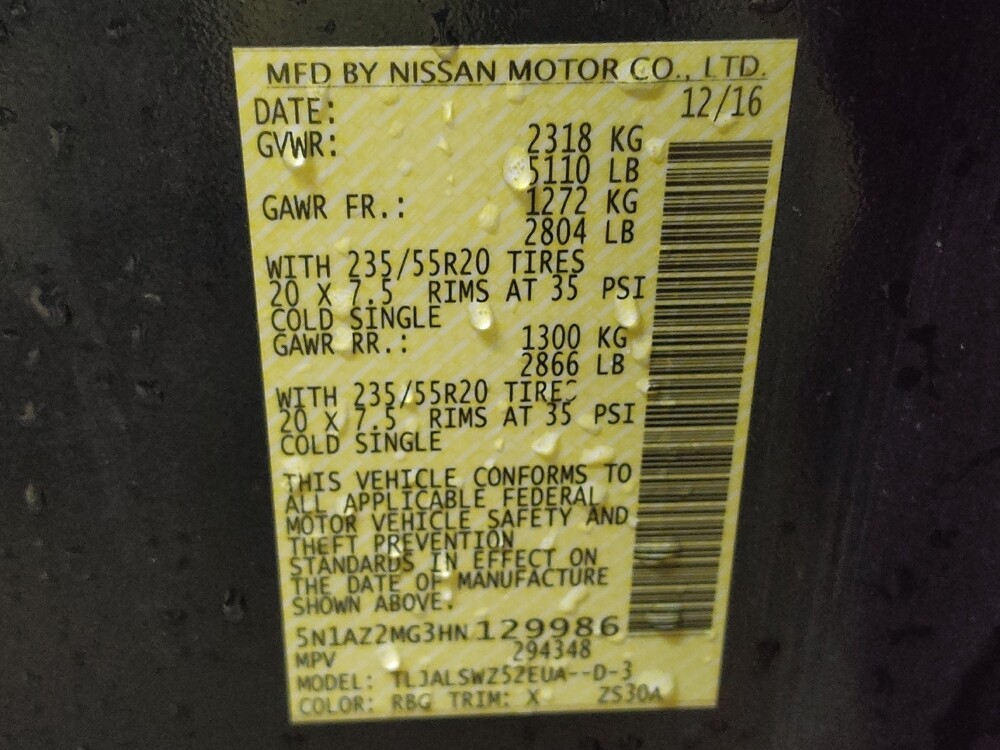 MFD BY NISSAN MOTOR CO., LTD.
DATE: 12/16
GVWR: 2318 KG
5110 LB
GAWR FR.: 1272 KG
2804 LB
WITH 235/55R20 TIRES
20 X 7.5 RIMS AT 35 PSI
COLD SINGLE
GAWR RR.: 1300 KG
2866 LB
WITH 235/55R20 TIRES
20 X 7.5 RIMS AT 35 PSI
COLD SINGLE
THIS VEHICLE CONFORMS TO
ALL APPLICABLE FEDERAL
MOTOR VEHICLE SAFETY AND
THEFT PREVENTION
STANDARDS IN EFFECT ON
THE DATE OF MANUFACTURE
SHOWN ABOVE.
5N1AZ2MG3HN129986
MPV 294348
MODEL: TLJALSWZ52EUA--D-3
COLOR: RBG TRIM: X ZS30A